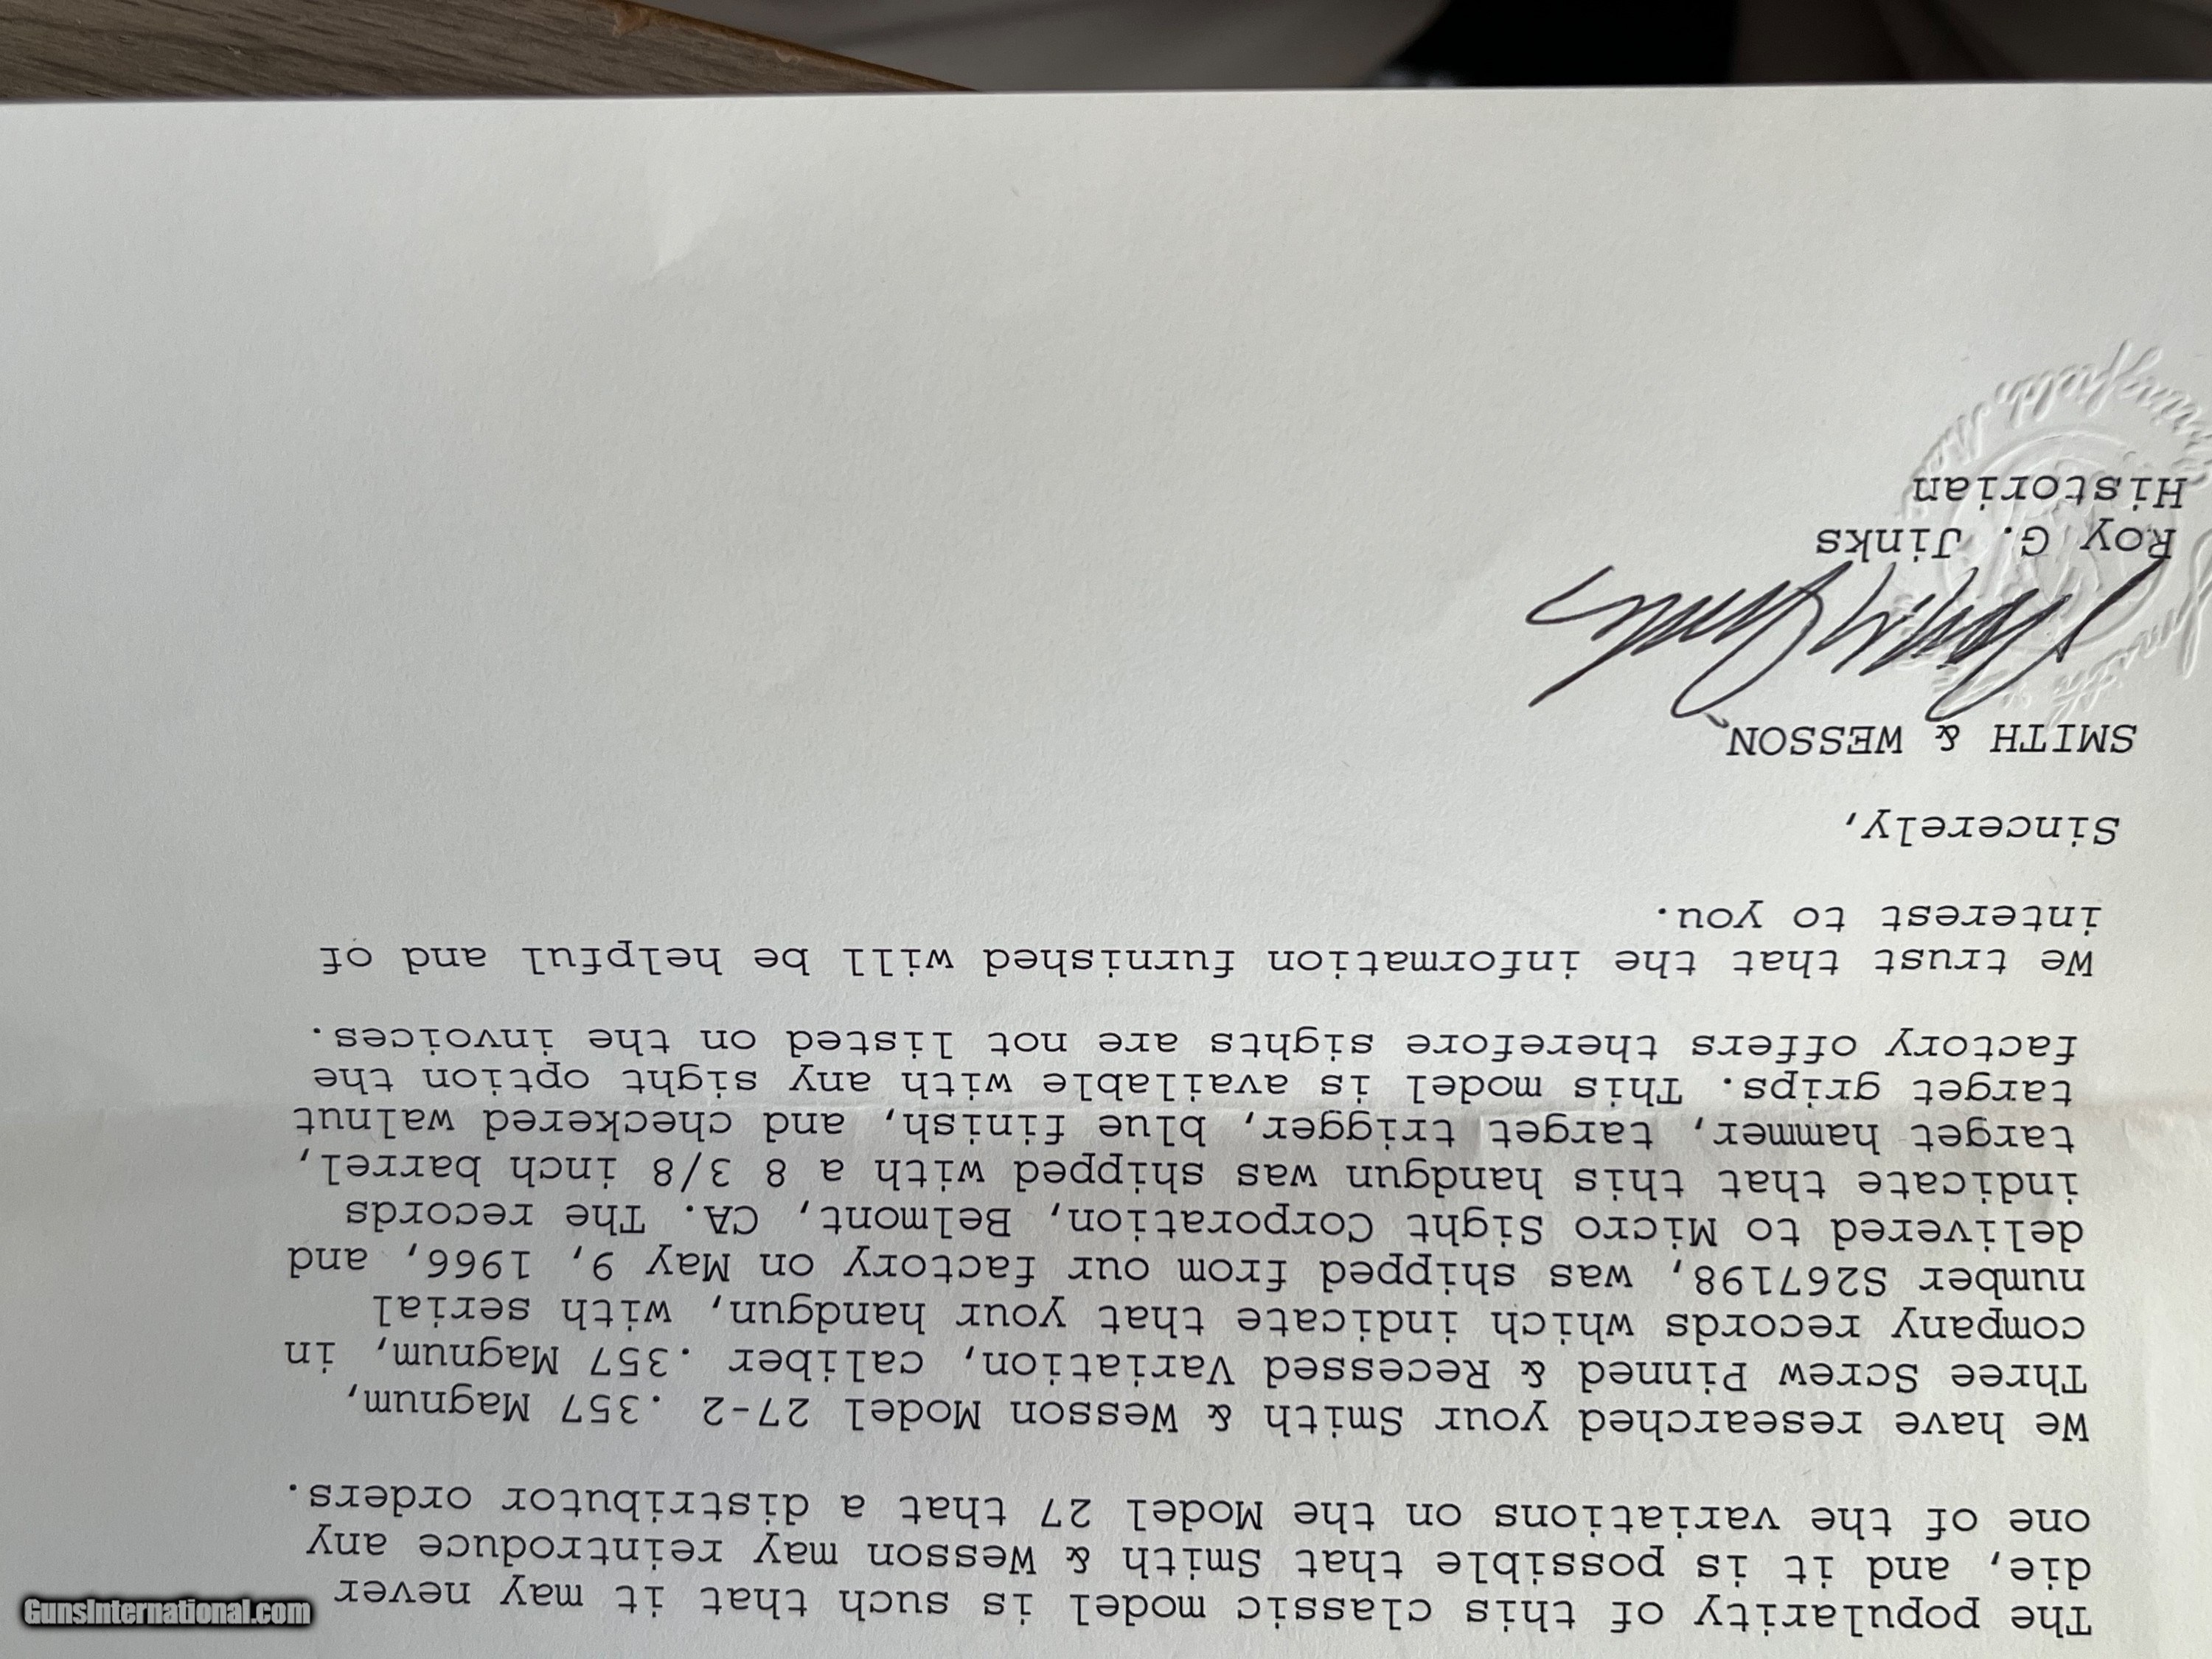 The popularity of this classic model is such that it may never
die, and it is possible that Smith & Wesson may reintroduce any
one of the variations on the Model 27 that a distributor orders.
We have researched your Smith & Wesson Model 27-2 .357 Magnum,
Three Screw Pinned & Recessed Variation, caliber .357 Magnum, in
company records which indicate that your handgun, with serial
number S267198, was shipped from our factory on May 9, 1966, and
delivered to Micro Sight Corporation, Belmont, CA. The records
indicate that this handgun was shipped with a 8 3/8 inch barrel,
target hammer, target trigger, blue finish, and checkered walnut
target grips. This model is available with any sight option the
factory offers therefore sights are not listed on the invoices.
We trust that the information furnished will be helpful and of
interest to you.
Sincerely,
SMITH & WESSON
Roy G. Jinks
Historian
GunsInternational.com